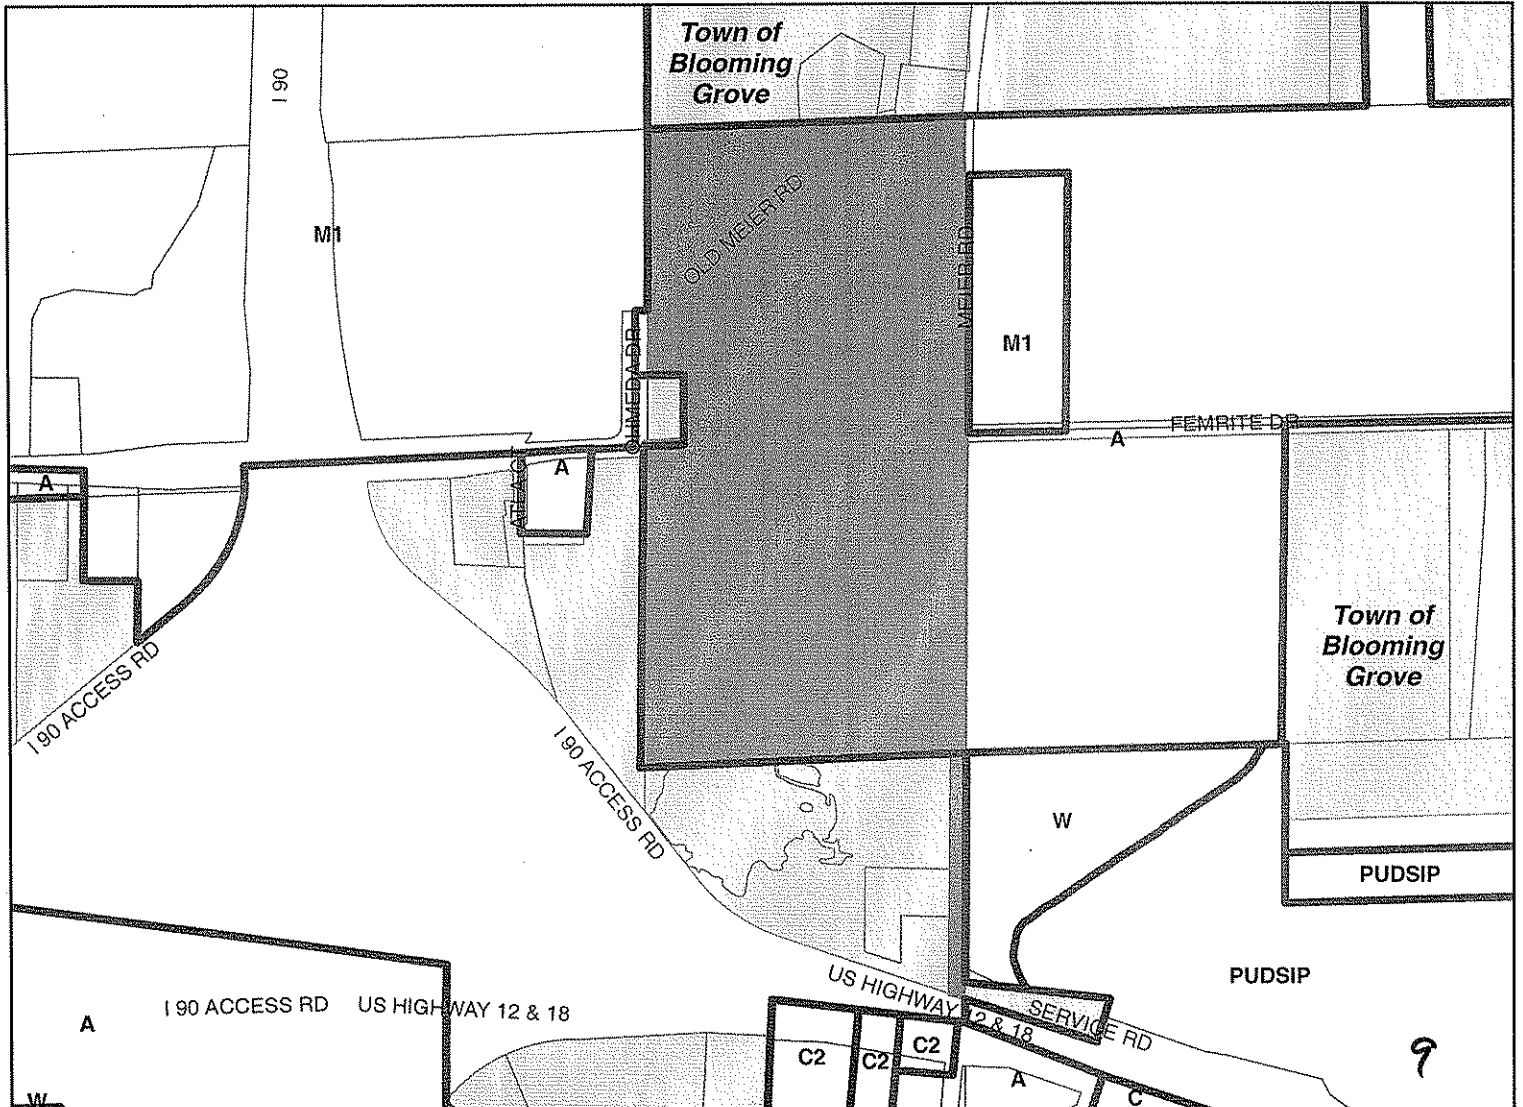 Town of
Blooming
Grove
I 90
OLD MEIER RD
M1
MEIER RD
M1
FEMRITE DR
A
A
A
Town of
Blooming
Grove
I 90 ACCESS RD
I 90 ACCESS RD
W
PUDSIP
PUDSIP
US HIGHWAY 12 & 18
SERVICE RD
I 90 ACCESS RD
US HIGHWAY 12 & 18
A
C2
C2
C2
A
C
W
9